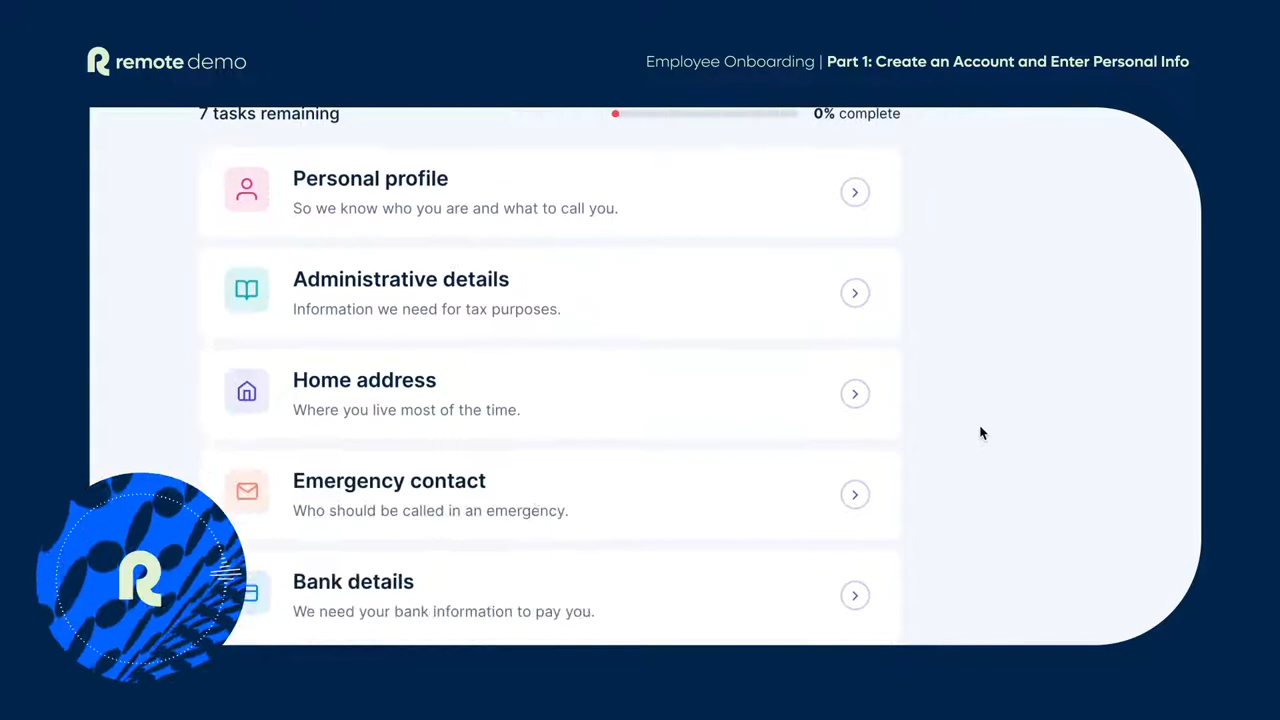 remote demo
Employee Onboarding | Part 1: Create an Account and Enter Personal Info
7 tasks remaining
0% complete
Personal profile
So we know who you are and what to call you.
Administrative details
Information we need for tax purposes.
Home address
Where you live most of the time.
Emergency contact
Who should be called in an emergency.
Bank details
We need your bank information to pay you.